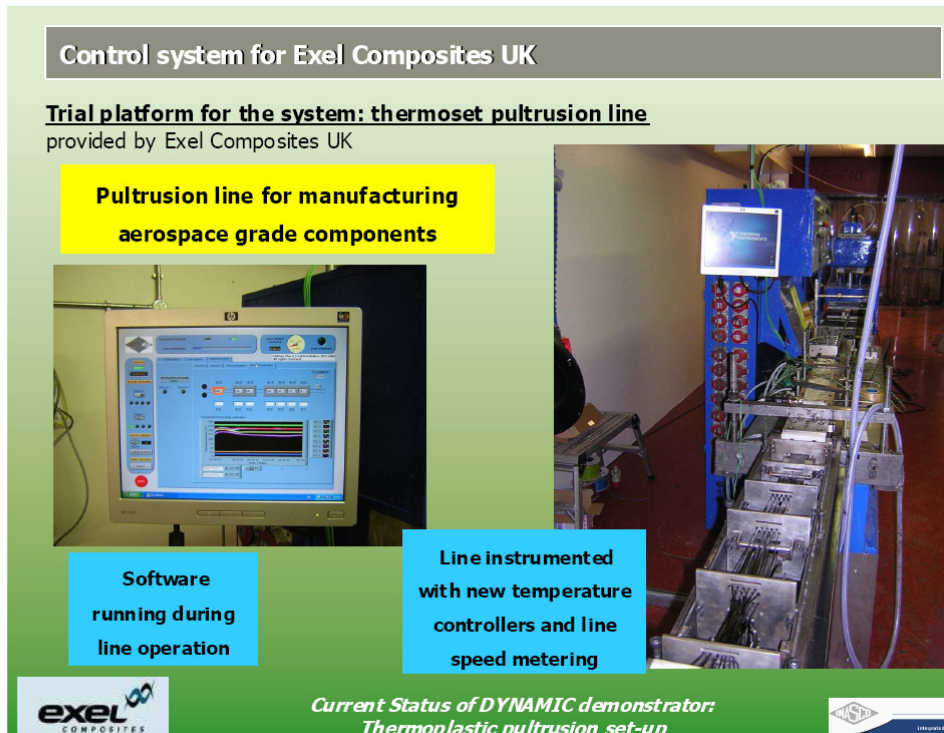 Control system for Exel Composites UK
Trial platform for the system: thermoset pultrusion line
provided by Exel Composites UK
Pultrusion line for manufacturing
aerospace grade components
Software
running during
line operation
Line instrumented
with new temperature
controllers and line
speed metering
exel
COMPOSITES
Current Status of DYNAMIC demonstrator:
Thermoplastic pultrusion set-up
INASCO